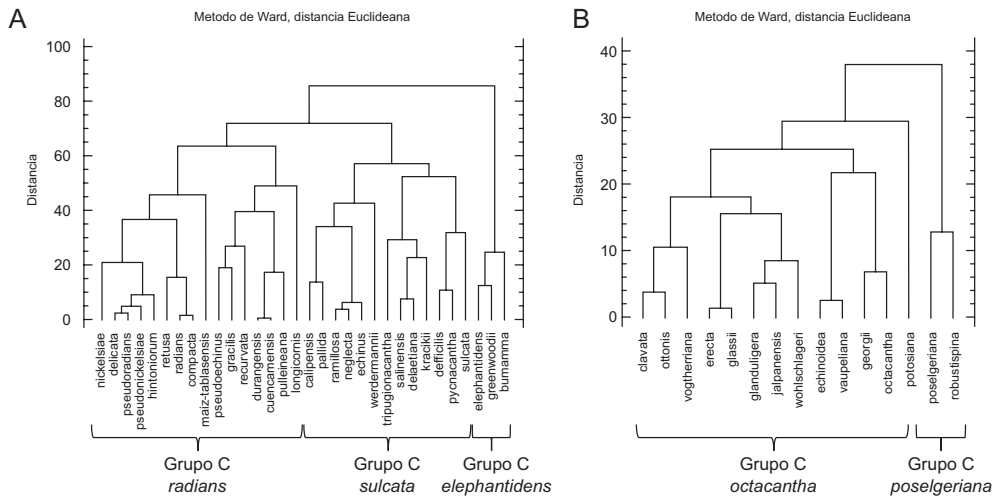 A
Metodo de Ward, distancia Euclideana
100
80
60
40
20
0
Distancia
nickelsiae
delicata
pseudoradians
pseudonickelsiae
hintoniorum
retusa
radians
compacta
maiz-tablasensis
pseudoechinus
gracilis
recurvata
durangensis
cuencamensis
pulleineana
longicornis
calipensis
pallida
ramillosa
neglecta
echinus
werdermannii
tripugionacantha
salinensis
delaetiana
kracikii
defficilis
pycnacantha
sulcata
elephantidens
greenwoodii
bumamma
Grupo C
radians
Grupo C
sulcata
Grupo C
elephantidens
B
Metodo de Ward, distancia Euclideana
40
30
20
10
0
Distancia
clavata
ottonis
vogtherriana
erecta
glassii
glanduligera
jalpanensis
wohlschlageri
echinoidea
vaupeliana
georgii
octacantha
potosiana
poselgeriana
robustispina
Grupo C
octacantha
Grupo C
poselgeriana